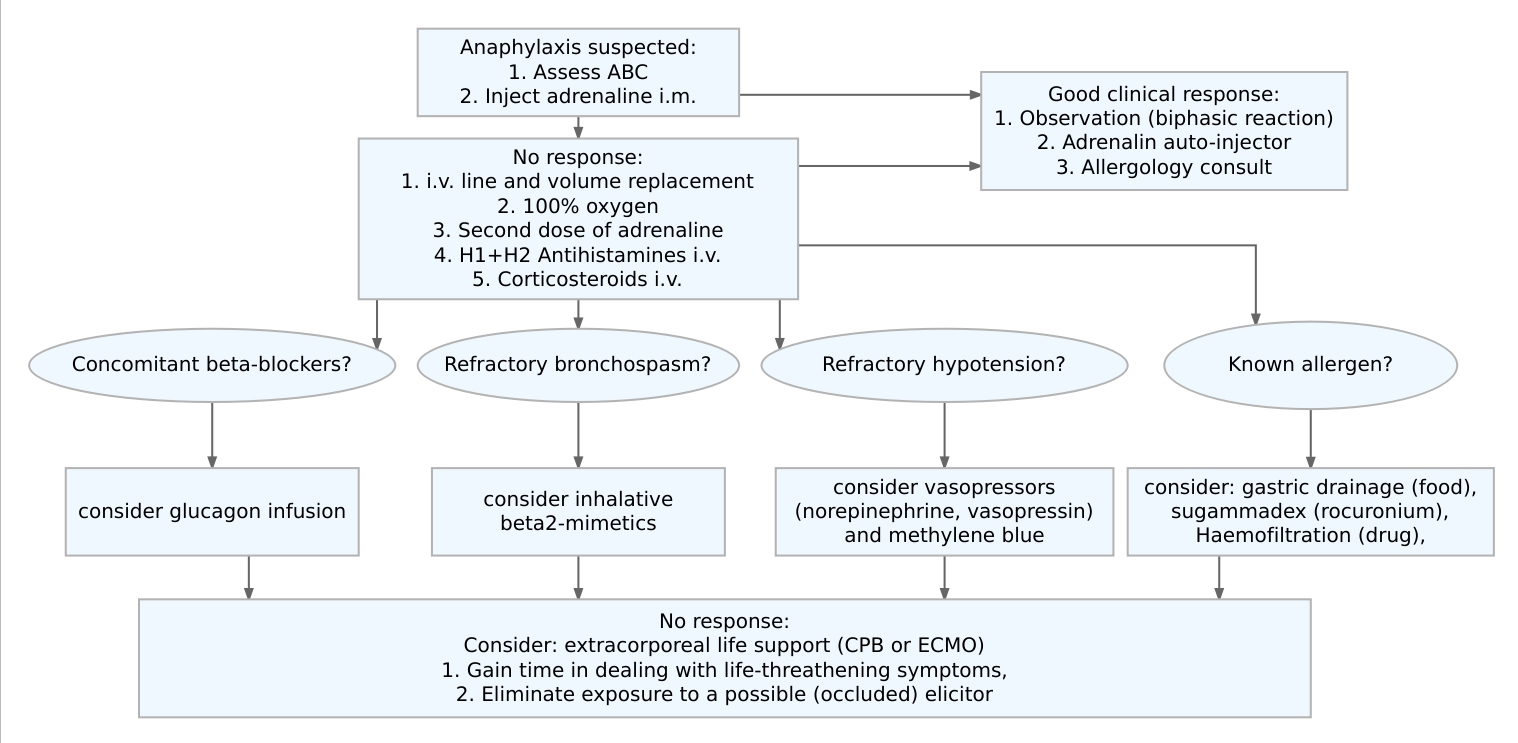 Anaphylaxis suspected:
1. Assess ABC
2. Inject adrenaline i.m.
Good clinical response:
1. Observation (biphasic reaction)
2. Adrenalin auto-injector
3. Allergology consult
No response:
1. i.v. line and volume replacement
2. 100% oxygen
3. Second dose of adrenaline
4. H1+H2 Antihistamines i.v.
5. Corticosteroids i.v.
Concomitant beta-blockers?
Refractory bronchospasm?
Refractory hypotension?
Known allergen?
consider glucagon infusion
consider inhalative
beta2-mimetics
consider vasopressors
(norepinephrine, vasopressin)
and methylene blue
consider: gastric drainage (food),
sugammadex (rocuronium),
Haemofiltration (drug),
No response:
Consider: extracorporeal life support (CPB or ECMO)
1. Gain time in dealing with life-threathening symptoms,
2. Eliminate exposure to a possible (occluded) elicitor